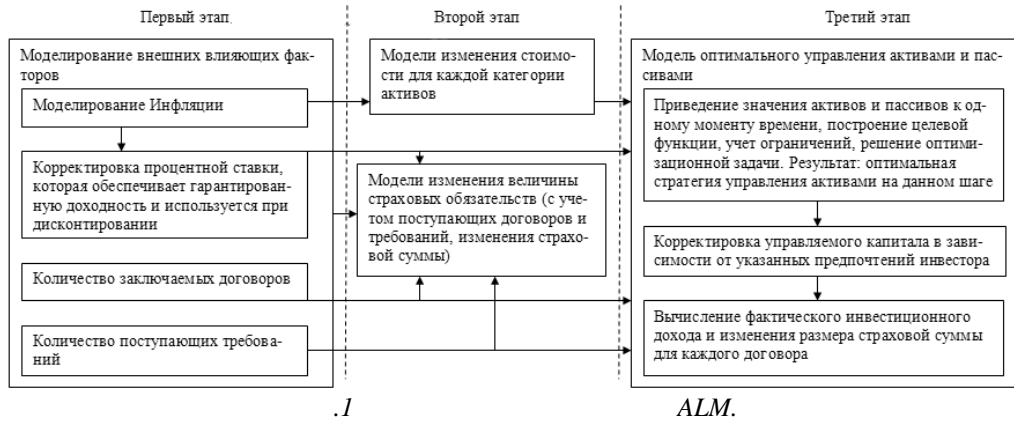 Первый этап
Второй этап
Третий этап
Моделирование внешних влияющих фак-
торов
Моделирование Инфляции
Корректировка процентной ставки,
которая обеспечивает гарантирован-
ную доходность и используется при
дисконтировании
Количество заключаемых договоров
Количество поступающих требова-
ний
Модели изменения стоимо-
сти для каждой категории
активов
Модели изменения величины
страховых обязательств (с уче-
том поступающих договоров и
требований, изменения страхо-
вой суммы)
Модель оптимального управления активами и пас-
сивами
Приведение значения активов и пассивов к од-
ному моменту времени, построение целевой
функции, учет ограничений, решение оптими-
зационной задачи. Результат: оптимальная
стратегия управления активами на данном шаге
Корректировка управляемого капитала в зави-
симости от указанных предпочтений инвестора
Вычисление фактического инвестиционного
дохода и изменения размера страховой суммы
для каждого договора
.1 ALM.